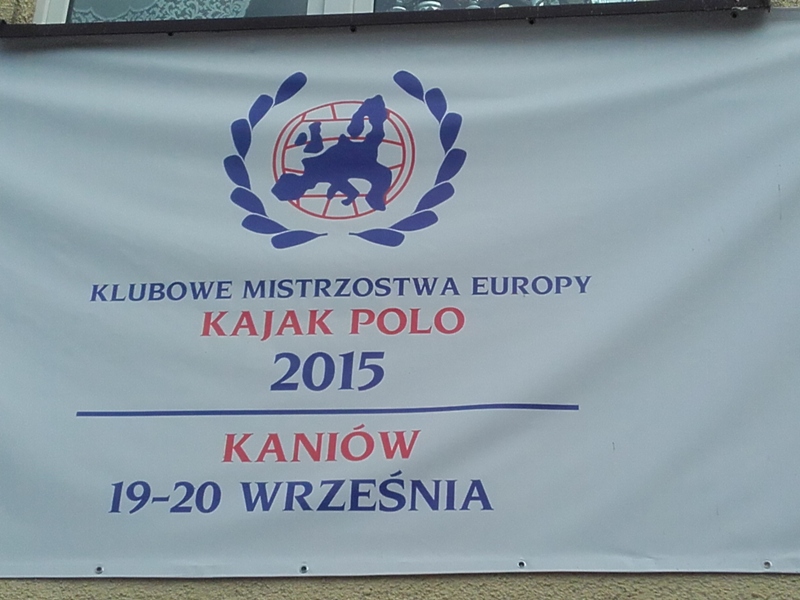 KLUBOWE MISTRZOSTWA EUROPY
KAJAK POLO
2015
KANIÓW
19-20 WRZEŚNIA